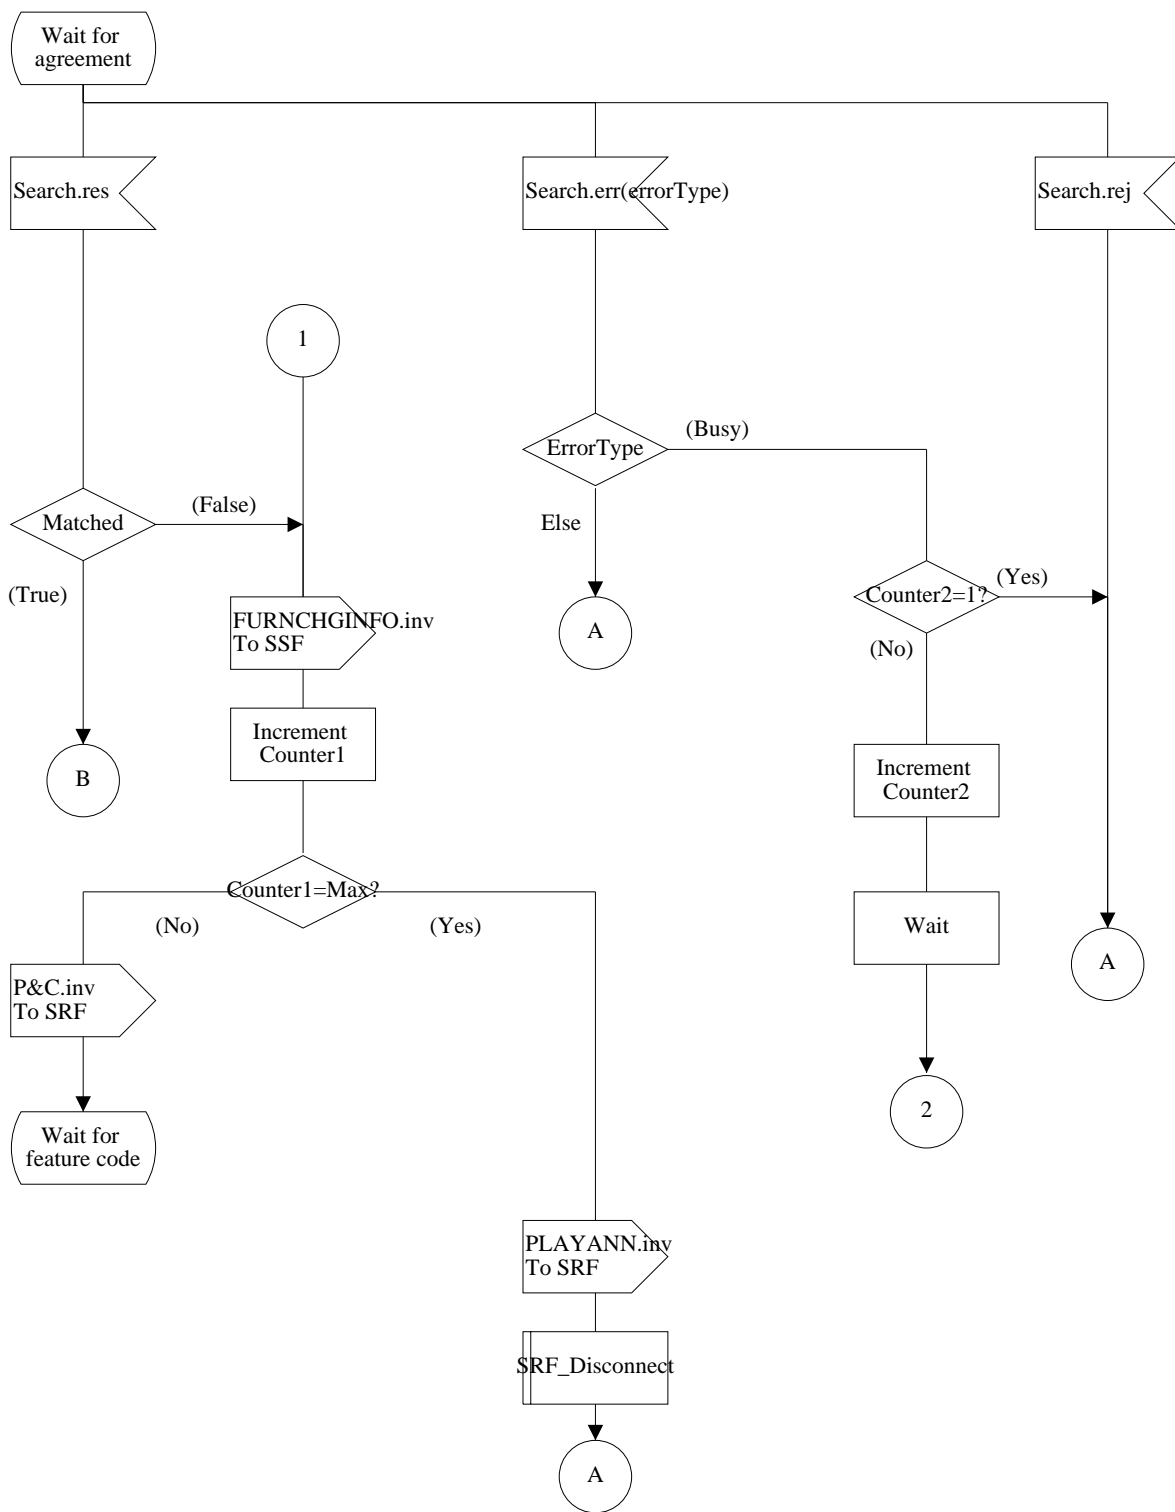 Wait for
agreement
Search.res
Search.err(errorType)
Search.rej
1
ErrorType
(Busy)
Matched
(False)
Else
(True)
Counter2=1?
(Yes)
FURNCHGINFO.inv
To SSF
A
(No)
Increment
Counter1
B
Increment
Counter2
Counter1=Max?
(No)
(Yes)
Wait
A
P&C.inv
To SRF
2
Wait for
feature code
PLAYANN.inv
To SRF
SRF_Disconnect
A